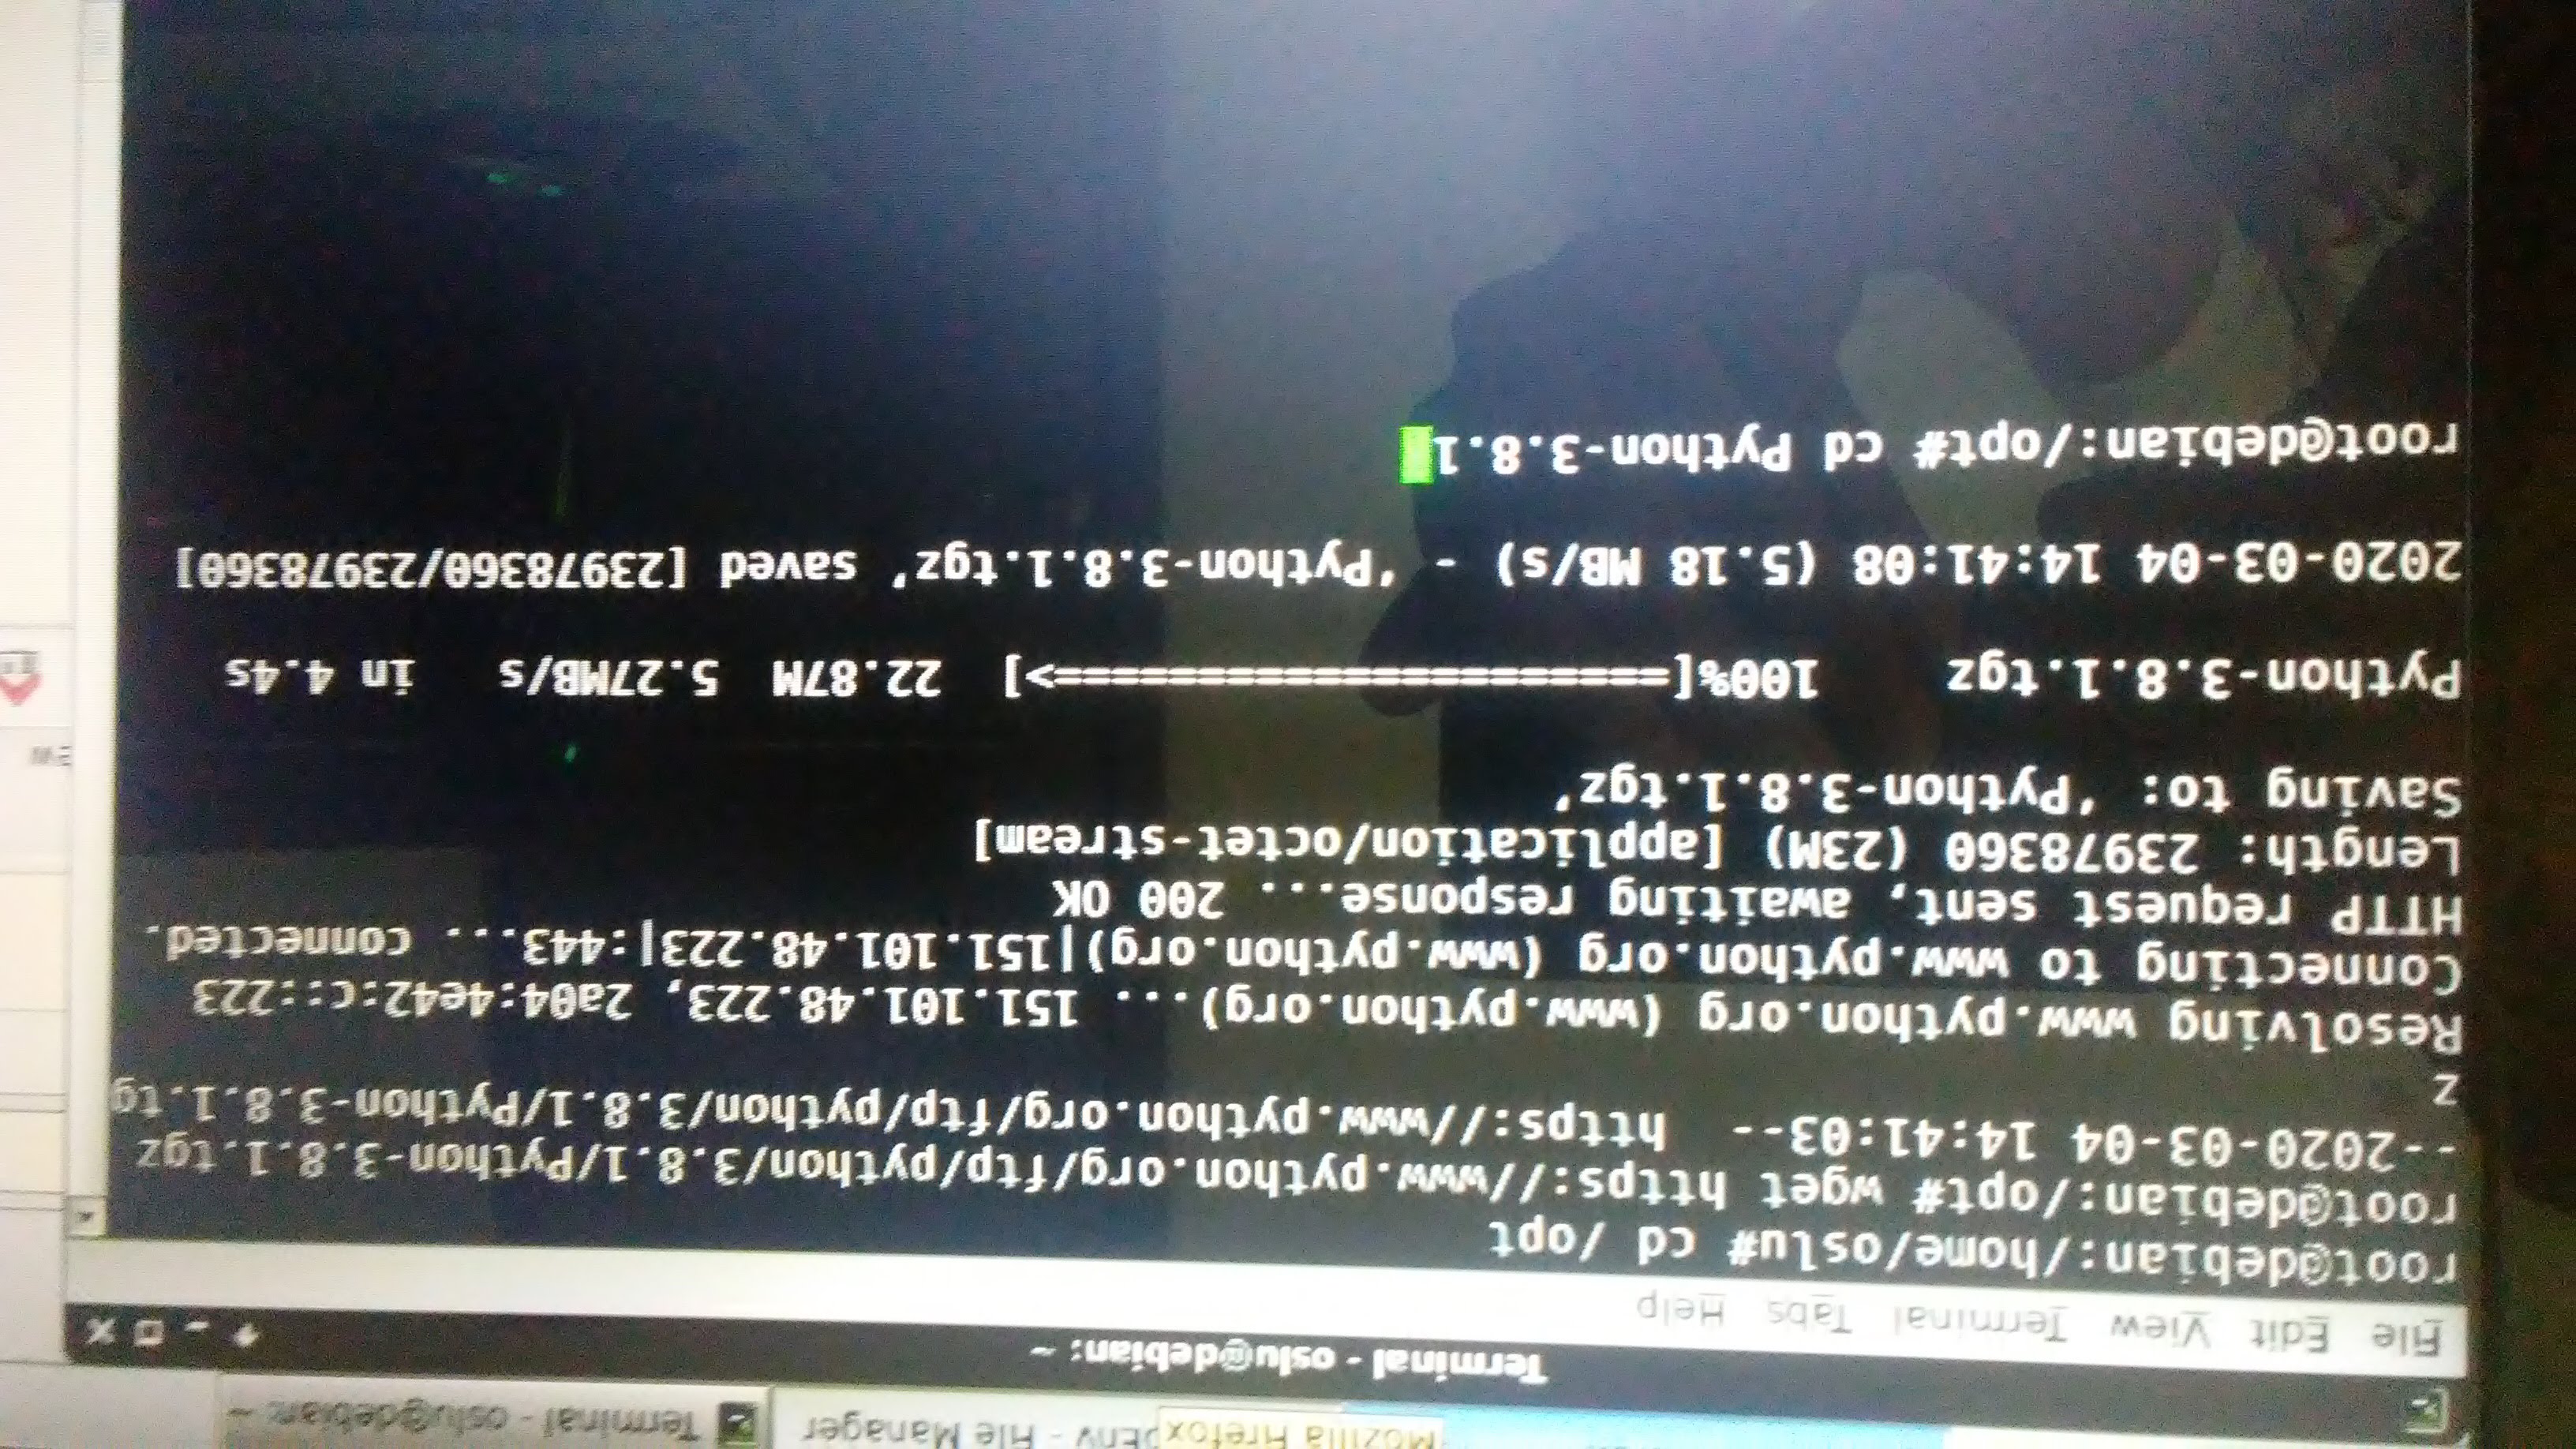 Mozilla Firefox
Env - File Manager
Terminal - oslu@debian: ~
Terminal - oslu@debian: ~
File Edit View Terminal Tabs Help
root@debian:/home/oslu# cd /opt
root@debian:/opt# wget https://www.python.org/ftp/python/3.8.1/Python-3.8.1.tgz
--2020-03-04 14:41:03--  https://www.python.org/ftp/python/3.8.1/Python-3.8.1.tg
z
Resolving www.python.org (www.python.org)... 151.101.48.223, 2a04:4e42:c::223
Connecting to www.python.org (www.python.org)|151.101.48.223|:443... connected.
HTTP request sent, awaiting response... 200 OK
Length: 23978360 (23M) [application/octet-stream]
Saving to: ‘Python-3.8.1.tgz’
Python-3.8.1.tgz    100%[====================>]  22.87M  5.27MB/s   in 4.4s
2020-03-04 14:41:08 (5.18 MB/s) - ‘Python-3.8.1.tgz’ saved [23978360/23978360]
root@debian:/opt# cd Python-3.8.1